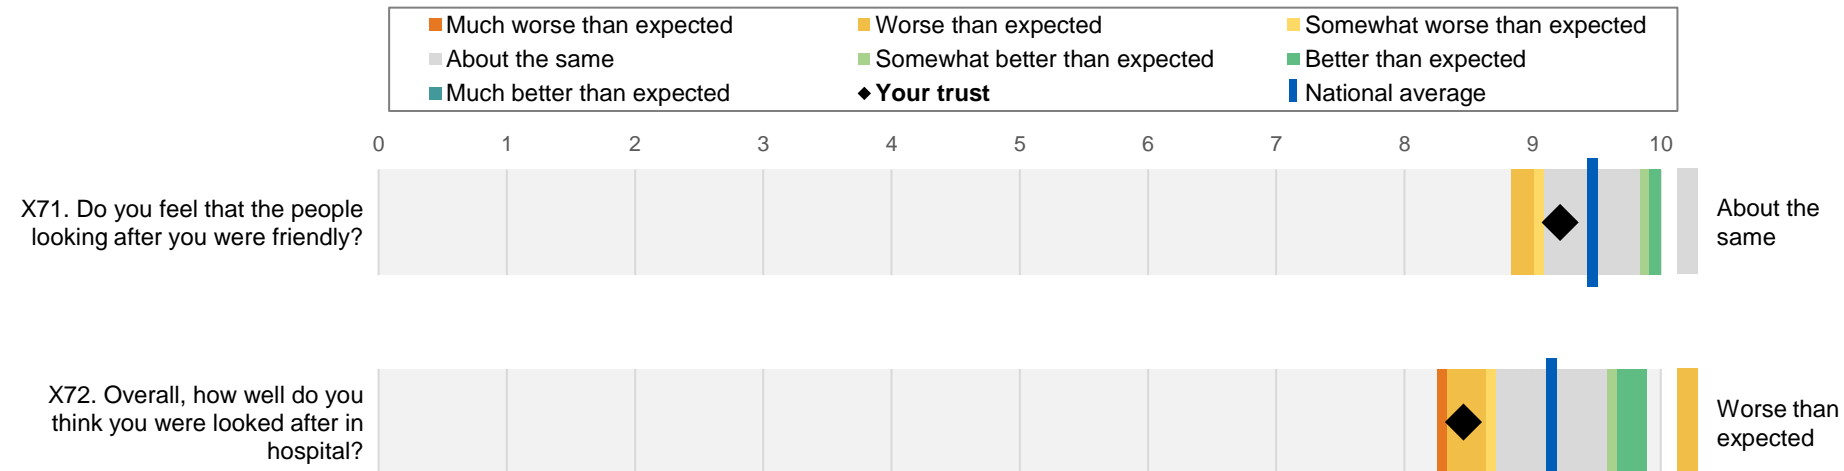 Much worse than expected
Worse than expected
Somewhat worse than expected
About the same
Somewhat better than expected
Better than expected
Much better than expected
Your trust
National average
0 1 2 3 4 5 6 7 8 9 10
X71. Do you feel that the people
looking after you were friendly?
About the
same
X72. Overall, how well do you
think you were looked after in
hospital?
Worse than
expected